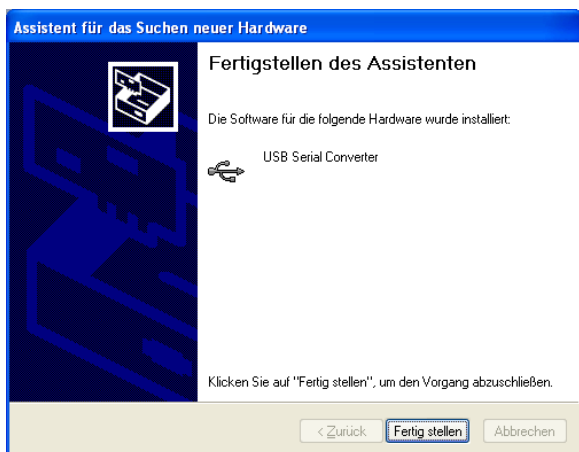 Assistent für das Suchen neuer Hardware
Fertigstellen des Assistenten
Die Software für die folgende Hardware wurde installiert:
USB Serial Converter
Klicken Sie auf "Fertig stellen", um den Vorgang abzuschließen.
< Zurück Fertig stellen Abbrechen